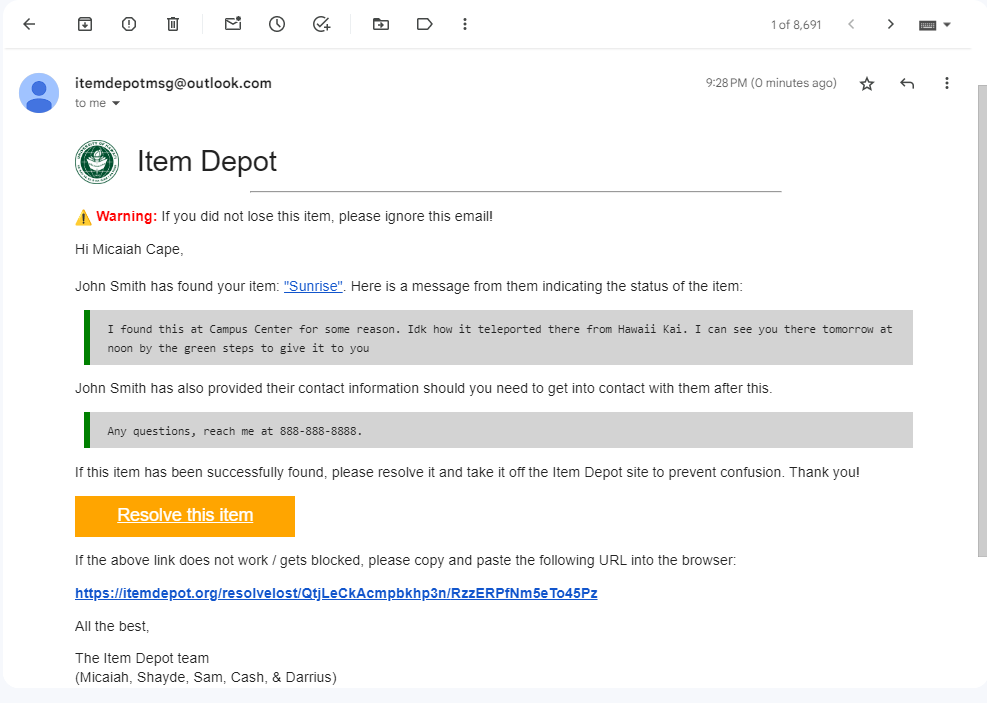 1 of 8,691
itemdepotmsg@outlook.com
9:28 PM (0 minutes ago)
to me
Item Depot
Warning: If you did not lose this item, please ignore this email!
Hi Micaiah Cape,
John Smith has found your item: "Sunrise". Here is a message from them indicating the status of the item:
I found this at Campus Center for some reason. Idk how it teleported there from Hawaii Kai. I can see you there tomorrow at
noon by the green steps to give it to you
John Smith has also provided their contact information should you need to get into contact with them after this.
Any questions, reach me at 888-888-8888.
If this item has been successfully found, please resolve it and take it off the Item Depot site to prevent confusion. Thank you!
Resolve this item
If the above link does not work / gets blocked, please copy and paste the following URL into the browser:
https://itemdepot.org/resolvelost/QtjLeCkAcmpbkhp3n/RzzERPfNm5eTo45Pz
All the best,
The Item Depot team
(Micaiah, Shayde, Sam, Cash, & Darrius)